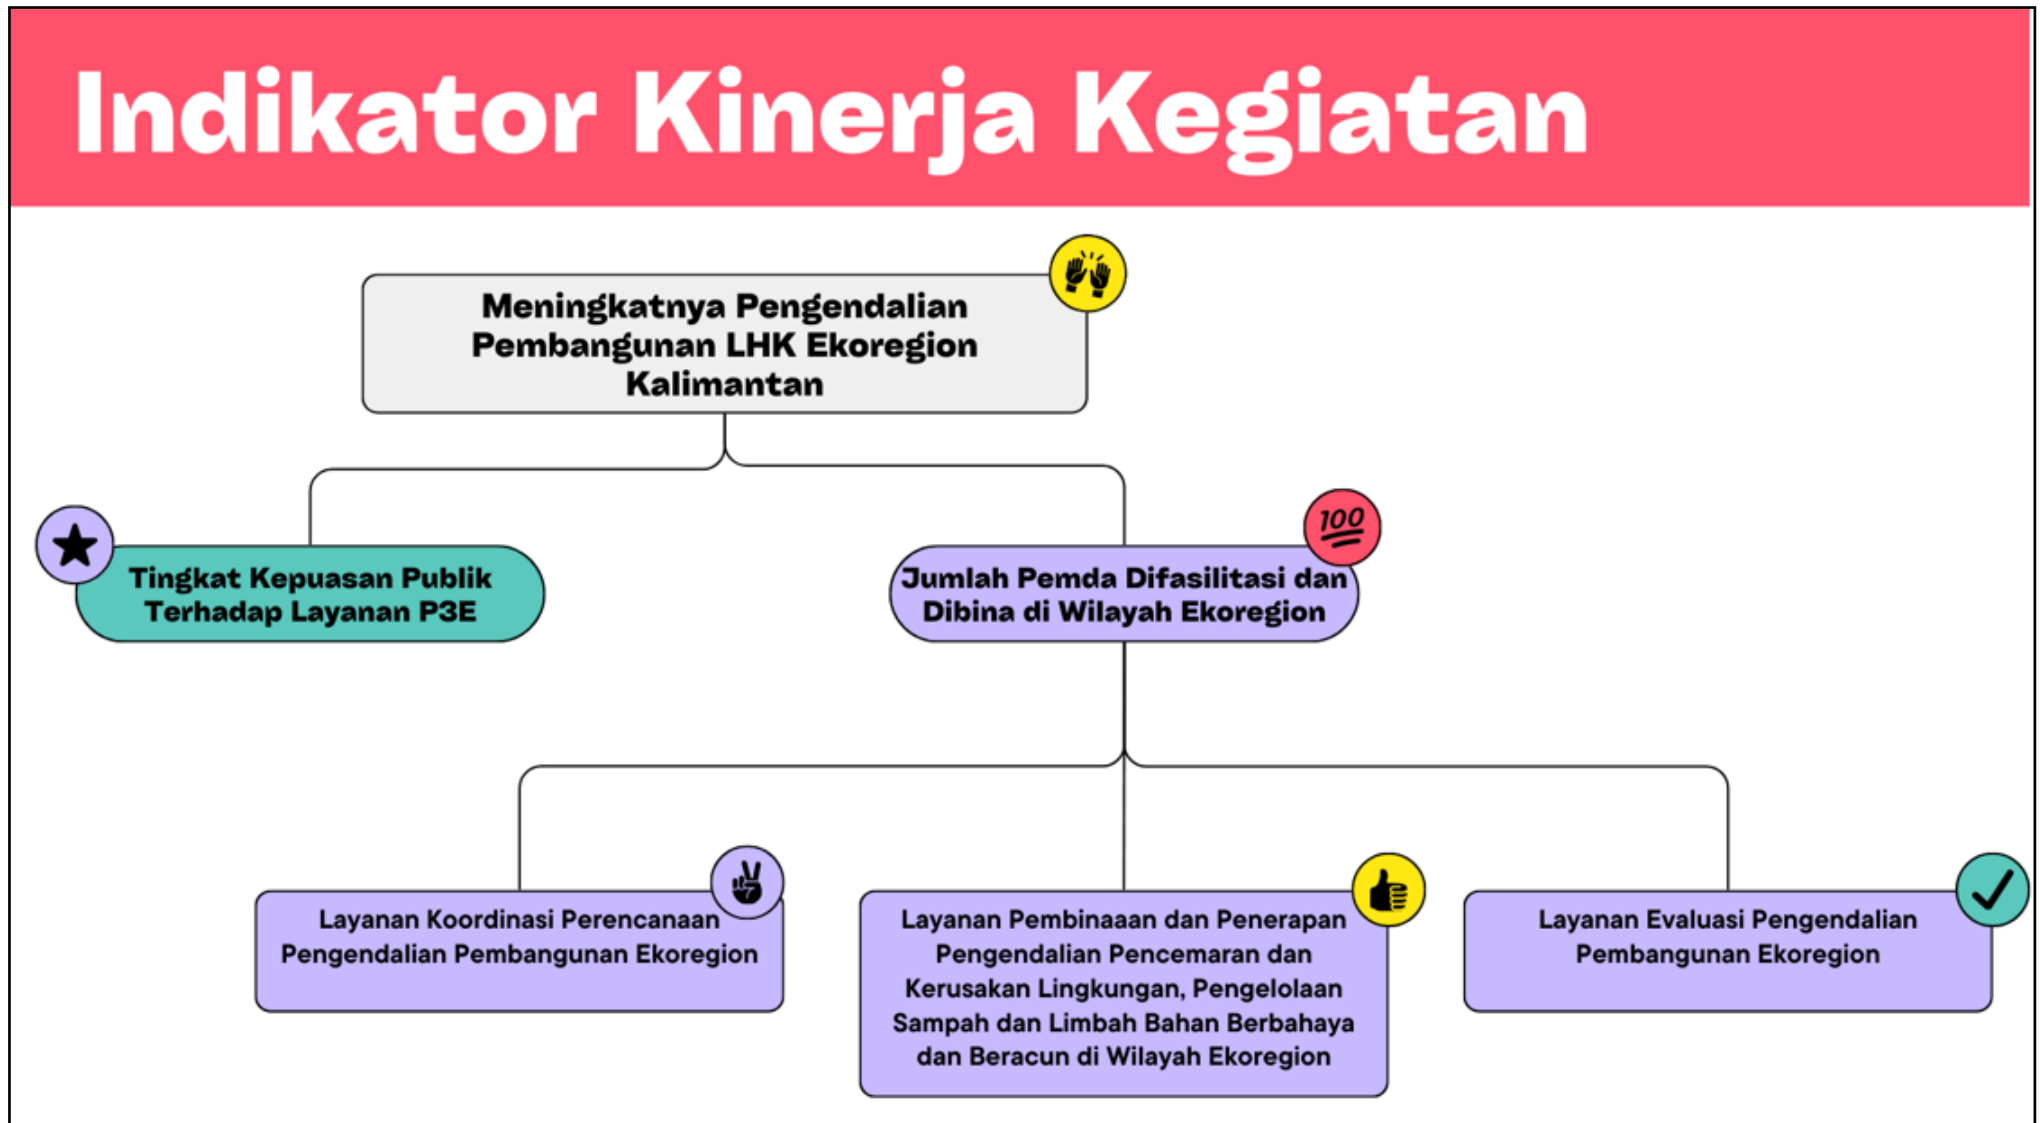 Indikator Kinerja Kegiatan
Meningkatnya Pengendalian
Pembangunan LHK Ekoregion
Kalimantan
Tingkat Kepuasan Publik
Terhadap Layanan P3E
100
Jumlah Pemda Difasilitasi dan
Dibina di Wilayah Ekoregion
Layanan Koordinasi Perencanaan
Pengendalian Pembangunan Ekoregion
Layanan Pembinaaan dan Penerapan
Pengendalian Pencemaran dan
Kerusakan Lingkungan, Pengelolaan
Sampah dan Limbah Bahan Berbahaya
dan Beracun di Wilayah Ekoregion
Layanan Evaluasi Pengendalian
Pembangunan Ekoregion